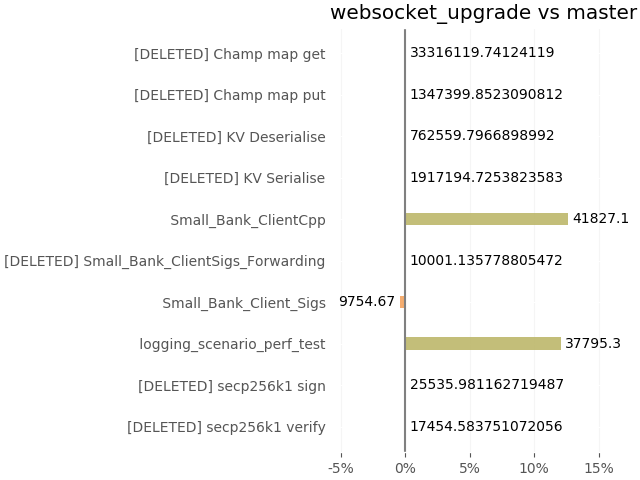 websocket_upgrade vs master
[DELETED] Champ map get 33316119.74124119
[DELETED] Champ map put 1347399.8523090812
[DELETED] KV Deserialise 762559.7966898992
[DELETED] KV Serialise 1917194.7253823583
Small_Bank_ClientCpp 41827.1
[DELETED] Small_Bank_ClientSigs_Forwarding 10001.135778805472
Small_Bank_Client_Sigs 9754.67
logging_scenario_perf_test 37795.3
[DELETED] secp256k1 sign 25535.981162719487
[DELETED] secp256k1 verify 17454.583751072056
-5% 0% 5% 10% 15%